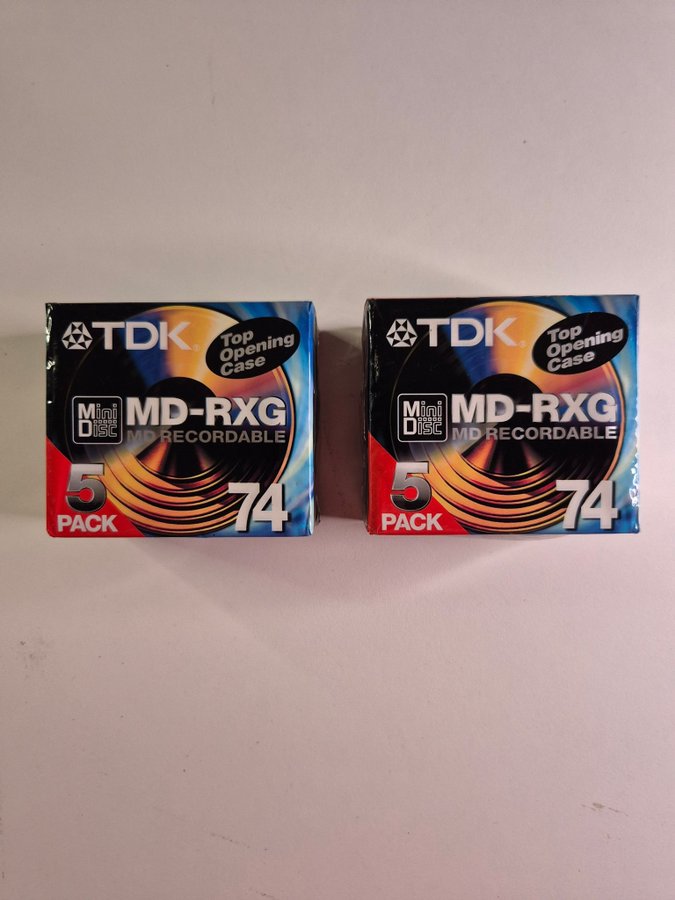 TDK®
Top
Opening
Case
Mini
Disc
MD-RXG
MD RECORDABLE
5
PACK
74
TDK®
Top
Opening
Case
Mini
Disc
MD-RXG
MD RECORDABLE
5
PACK
74